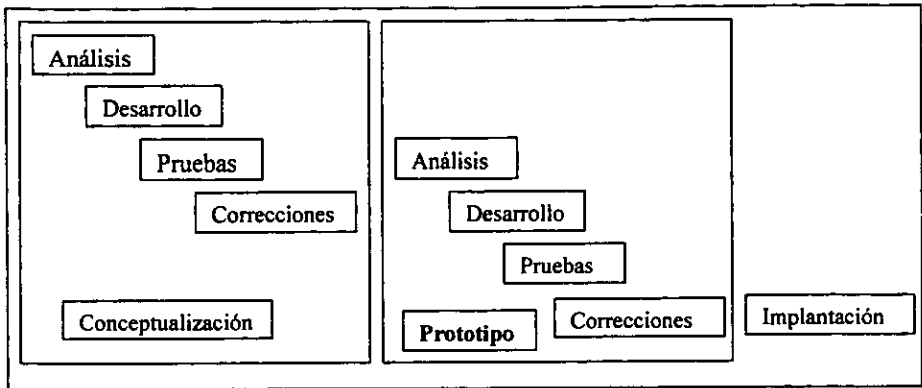 Análisis
Desarrollo
Pruebas
Correcciones
Conceptualización
Análisis
Desarrollo
Pruebas
Correcciones
Prototipo
Implantación